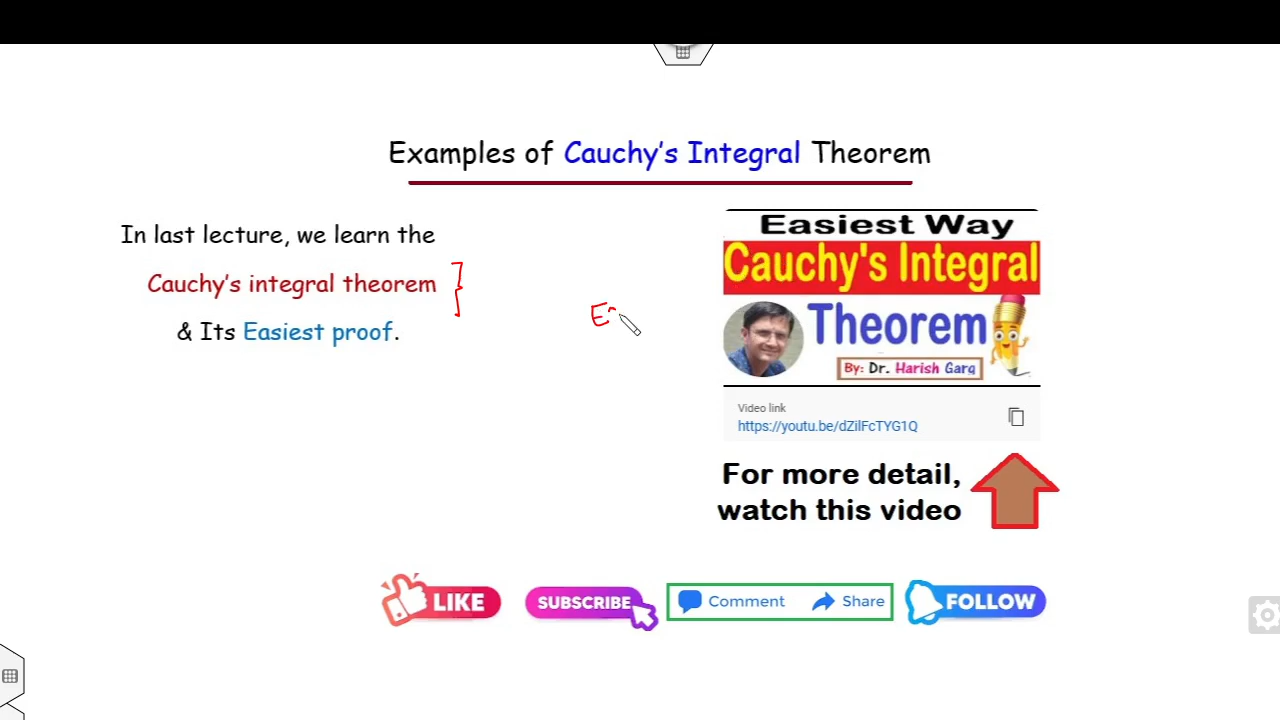 Examples of Cauchy's Integral Theorem
In last lecture, we learn the
Cauchy's integral theorem
& Its Easiest proof.
Easiest Way
Cauchy's Integral
Theorem
By: Dr. Harish Garg
Video link
https://youtu.be/dZilFcTYG1Q
For more detail,
watch this video
LIKE
SUBSCRIBE
Comment
Share
FOLLOW